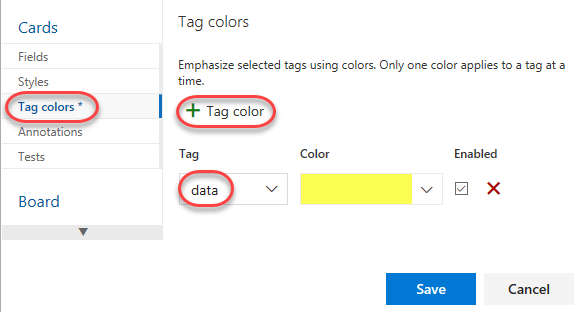 Cards
Fields
Styles
Tag colors *
Annotations
Tests
Board
Tag colors
Emphasize selected tags using colors. Only one color applies to a tag at a
time.
+ Tag color
Tag Color Enabled
data
Save Cancel